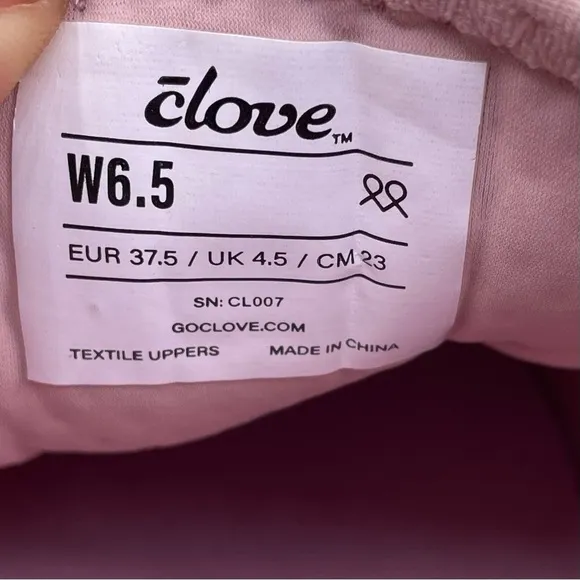 clove™
W6.5
EUR 37.5 / UK 4.5 / CM 23
SN: CL007
GOCLOVE.COM
TEXTILE UPPERS MADE IN CHINA